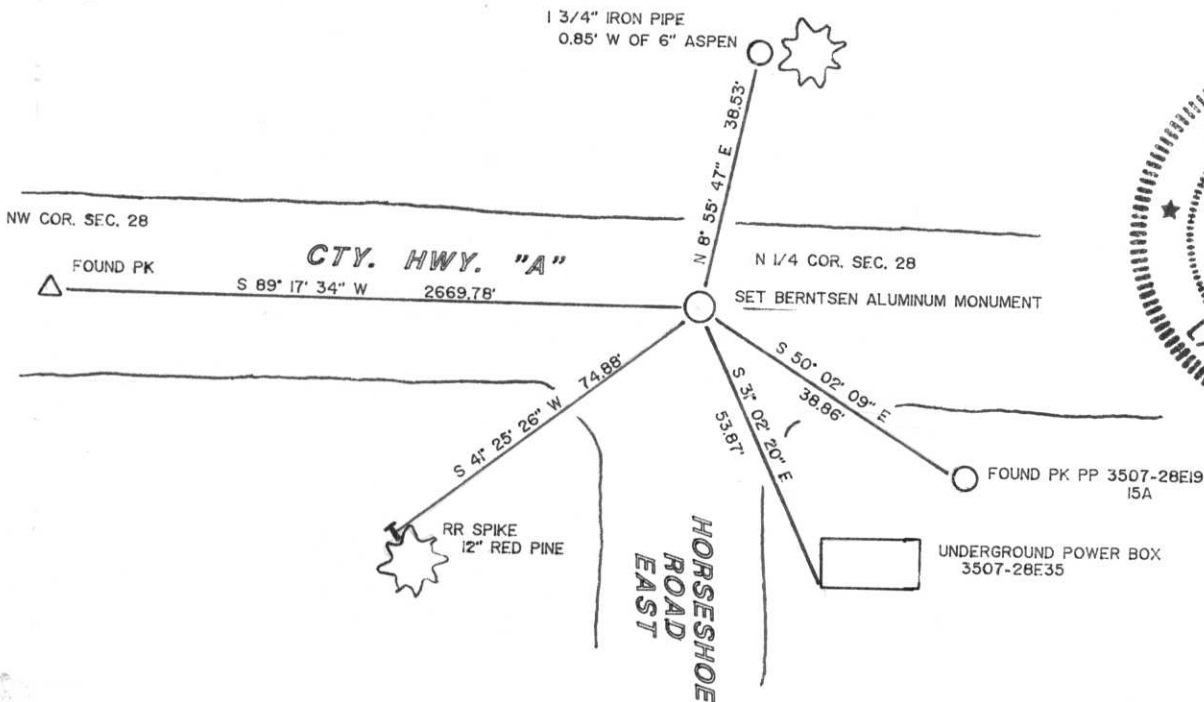 1 3/4" IRON PIPE
0.85' W OF 6" ASPEN
N 8° 55' 47" E 38.53'
NW COR. SEC. 28
CTY. HWY. "A"
N 1/4 COR. SEC. 28
FOUND PK
S 89° 17' 34" W 2669.78'
SET BERNTSEN ALUMINUM MONUMENT
S 41° 25' 26" W 74.88'
S 31° 02' 20" E
53.87'
S 50° 02' 09" E
38.86'
FOUND PK PP 3507-28E19
15A
RR SPIKE
12" RED PINE
HORSESHOE
ROAD
EAST
UNDERGROUND POWER BOX
3507-28E35